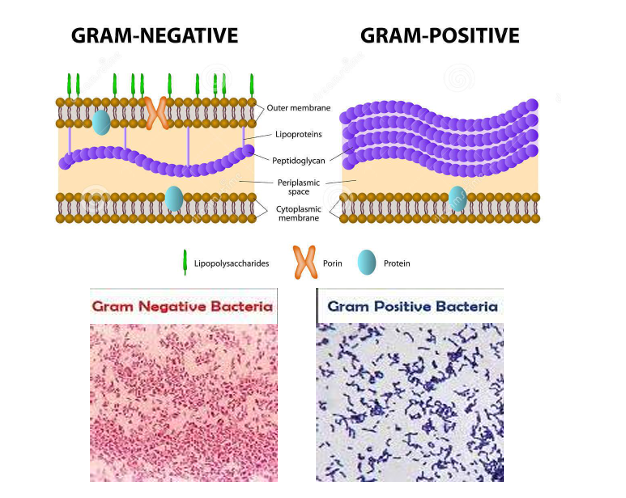 GRAM-NEGATIVE
GRAM-POSITIVE
Outer membrane
Lipoproteins
Peptidoglycan
Periplasmic
space
Cytoplasmic
membrane
Lipopolysaccharides
Porin
Protein
Gram Negative Bacteria
Gram Positive Bacteria